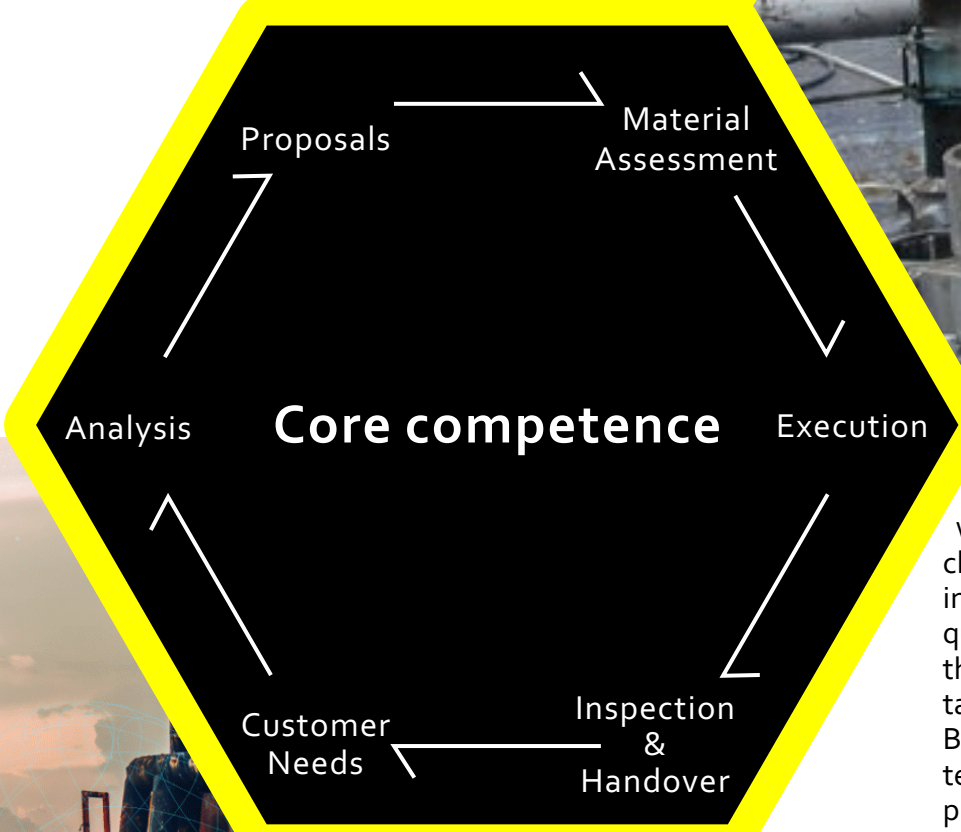 Proposals
Material
Assessment
Analysis
Core competence
Execution
Customer
Needs
Inspection
&
Handover